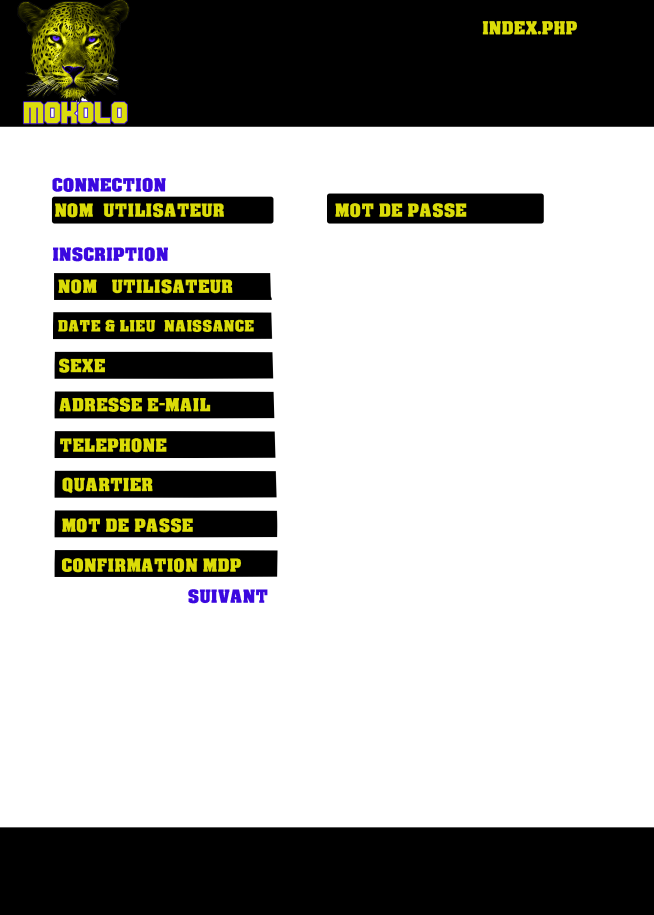 INDEX.PHP
MOKOLO
CONNECTION
NOM UTILISATEUR
MOT DE PASSE
INSCRIPTION
NOM UTILISATEUR
DATE & LIEU NAISSANCE
SEXE
ADRESSE E-MAIL
TELEPHONE
QUARTIER
MOT DE PASSE
CONFIRMATION MDP
SUIVANT